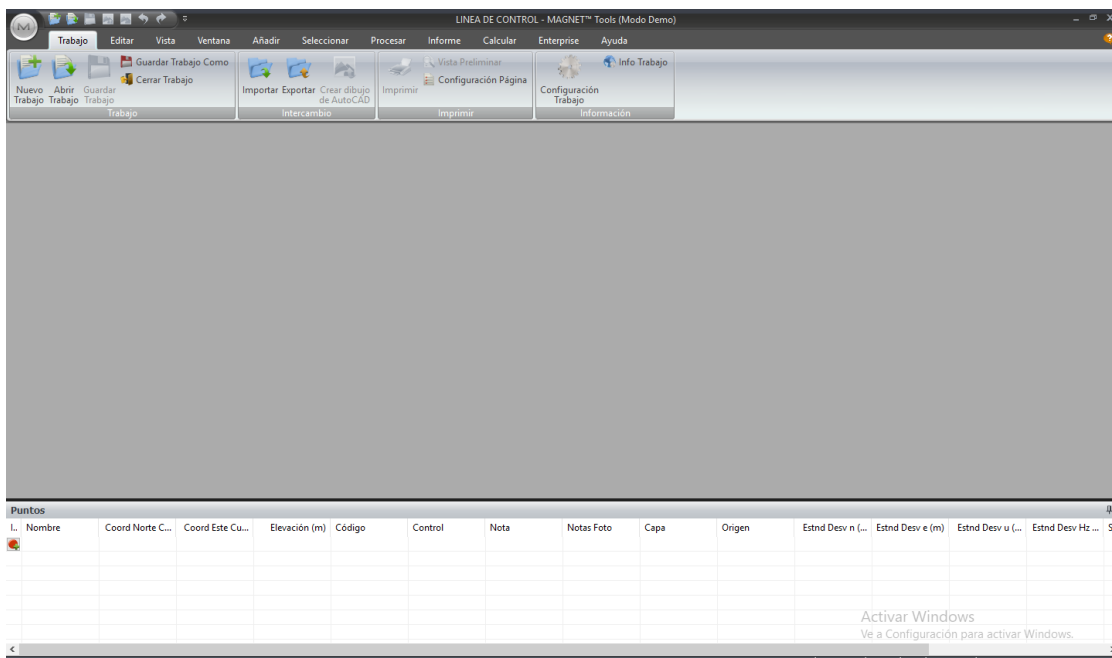 LINEA DE CONTROL - MAGNET™ Tools (Modo Demo)
Trabajo Editar Vista Ventana Añadir Seleccionar Procesar Informe Calcular Enterprise Ayuda
Nuevo Trabajo
Abrir Trabajo
Guardar Trabajo
Guardar Trabajo Como
Cerrar Trabajo
Trabajo
Importar
Exportar
Crear dibujo de AutoCAD
Intercambio
Imprimir
Vista Preliminar
Configuración Página
Imprimir
Configuración Trabajo
Info Trabajo
Información
Puntos
I.. Nombre Coord Norte C... Coord Este Cu... Elevación (m) Código Control Nota Notas Foto Capa Origen Estnd Desv n (... Estnd Desv e (m) Estnd Desv u (... Estnd Desv Hz ... S
Activar Windows
Ve a Configuración para activar Windows.